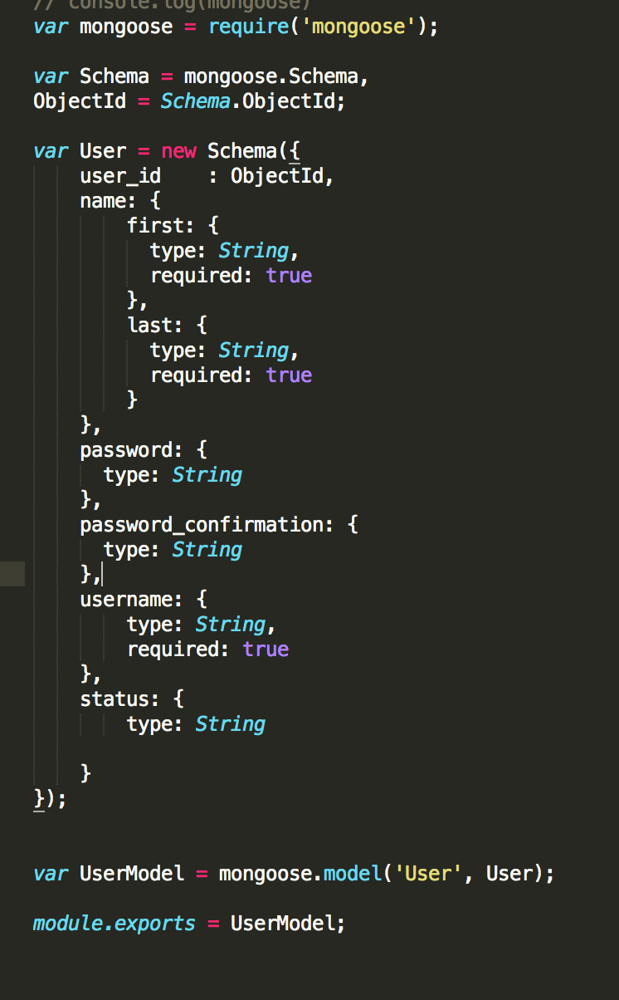 // console.log(mongoose)
var mongoose = require('mongoose');

var Schema = mongoose.Schema,
ObjectId = Schema.ObjectId;

var User = new Schema({
    user_id    : ObjectId,
    name: {
        first: {
          type: String,
          required: true
        },
        last: {
          type: String,
          required: true
        }
    },
    password: {
      type: String
    },
    password_confirmation: {
      type: String
    },
    username: {
        type: String,
        required: true
    },
    status: {
        type: String

    }
});


var UserModel = mongoose.model('User', User);

module.exports = UserModel;